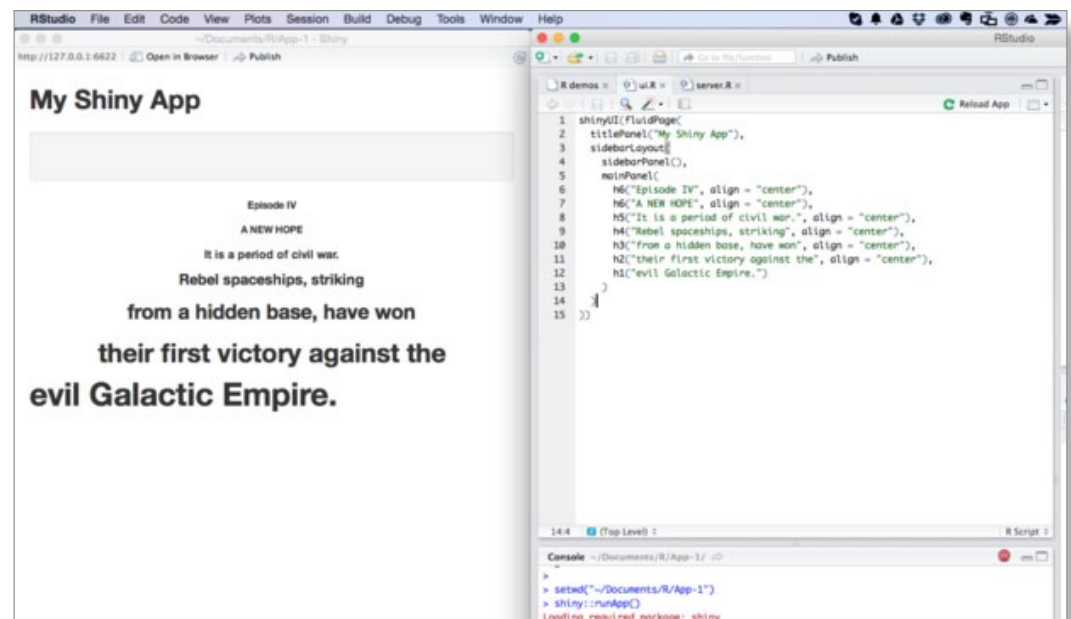 RStudio File Edit Code View Plots Session Build Debug Tools Window Help
~/Documents/R/App-1 - Shiny
http://127.0.0.1:6622 Open in Browser Publish
My Shiny App
Episode IV
A NEW HOPE
It is a period of civil war.
Rebel spaceships, striking
from a hidden base, have won
their first victory against the
evil Galactic Empire.
RStudio
Go to file/function Publish
R demos ui.R server.R
Reload App
1 shinyUI(fluidPage(
2 titlePanel("My Shiny App"),
3 sidebarLayout(
4 sidebarPanel(),
5 mainPanel(
6 h6("Episode IV", align = "center"),
7 h6("A NEW HOPE", align = "center"),
8 h5("It is a period of civil war.", align = "center"),
9 h4("Rebel spaceships, striking", align = "center"),
10 h3("from a hidden base, have won", align = "center"),
11 h2("their first victory against the", align = "center"),
12 h1("evil Galactic Empire.")
13 )
14 )
15 ))
14:4 (Top Level) R Script
Console ~/Documents/R/App-1/
>
> setwd("~/Documents/R/App-1")
> shiny::runApp()
Loading required package: shiny